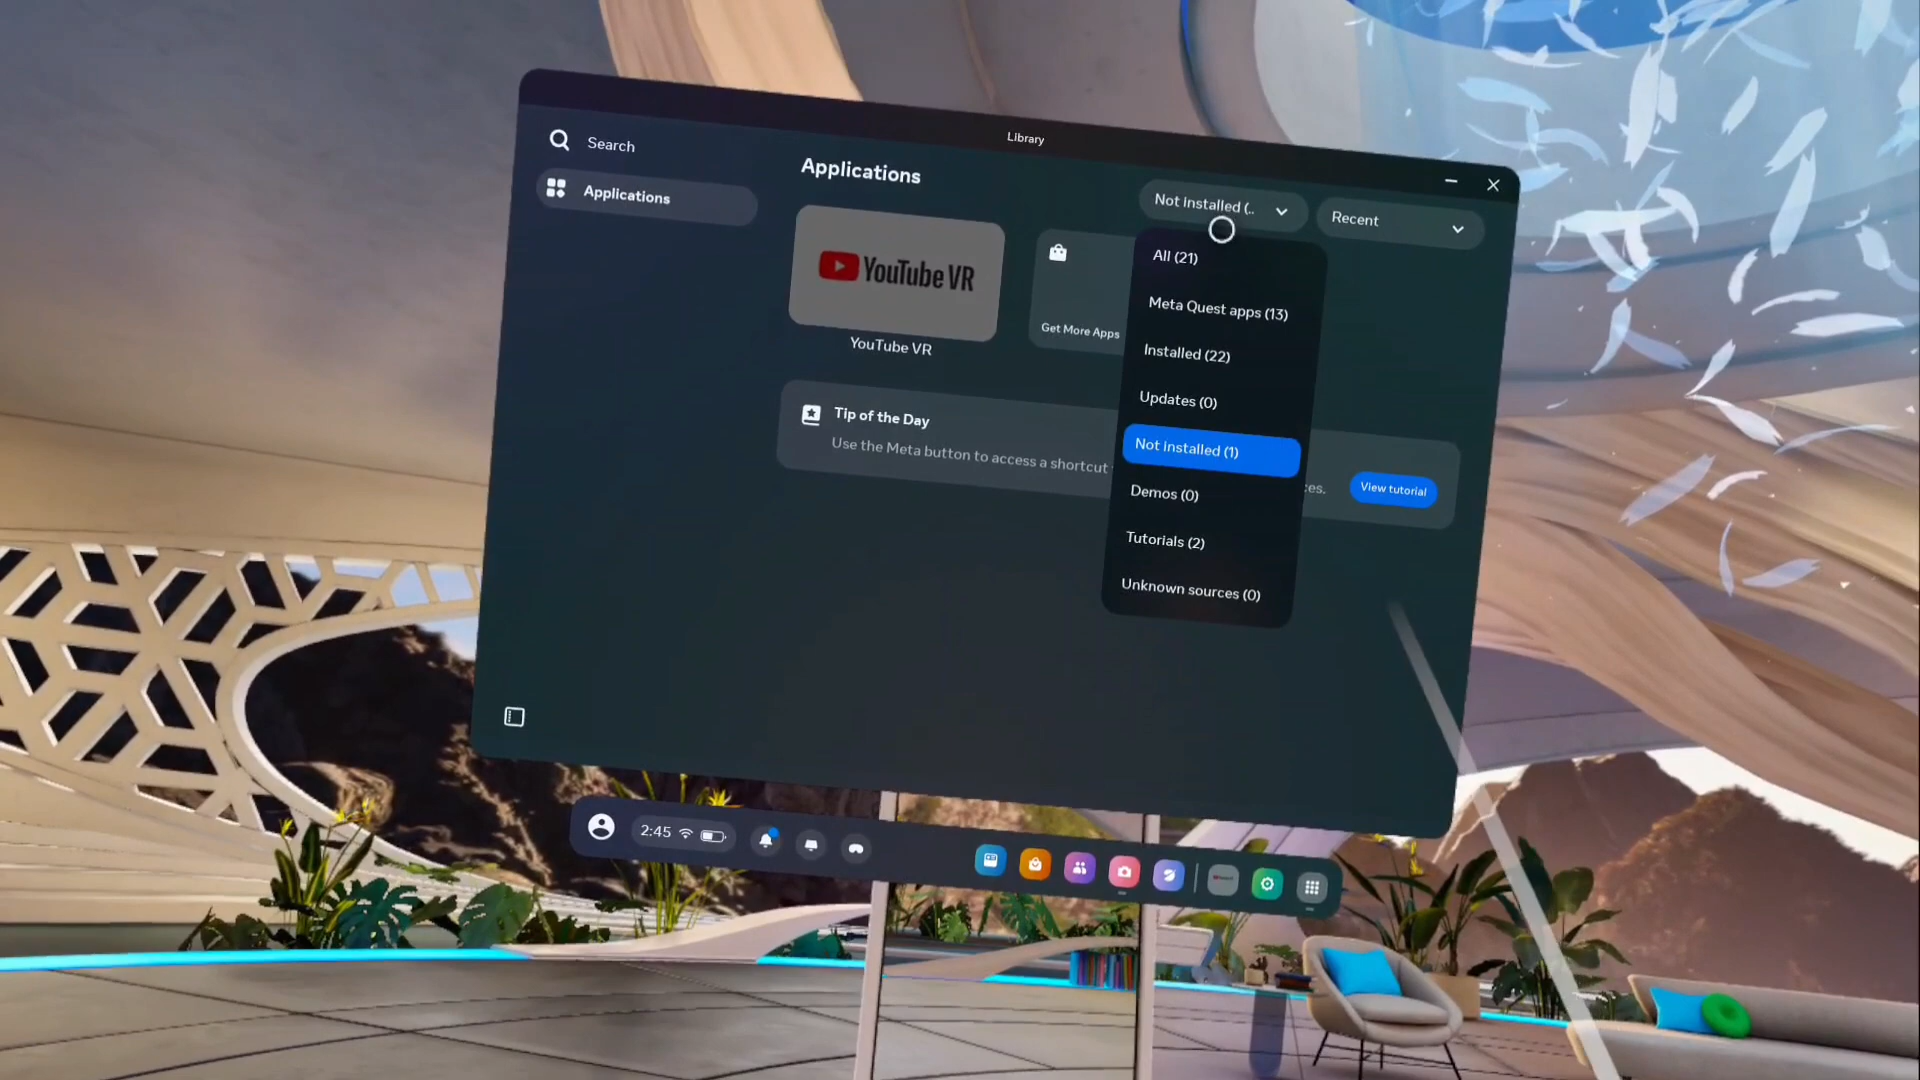 Library
Search
Applications
Applications
Not installed (..
Recent
YouTube VR
YouTube VR
Get More Apps
All (21)
Meta Quest apps (13)
Installed (22)
Updates (0)
Not installed (1)
Demos (0)
Tutorials (2)
Unknown sources (0)
Tip of the Day
Use the Meta button to access a shortcut
View tutorial
2:45